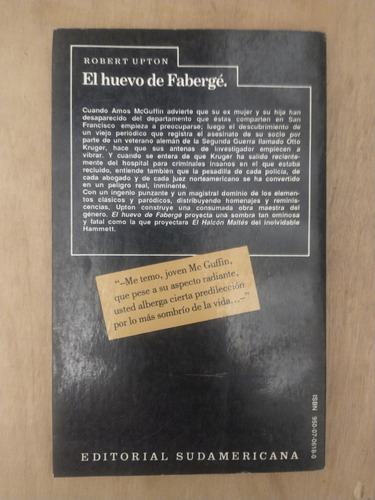 ROBERT UPTON
El huevo de Fabergé.
Cuando Amos McGuffin advierte que su ex mujer y su hija han
desaparecido del departamento que éstas comparten en San
Francisco empieza a preocuparse; luego el descubrimiento de
un viejo periódico que registra el asesinato de su socio por
parte de un veterano alemán de la Segunda Guerra llamado Otto
Kruger, hace que sus antenas de investigador empiecen a
vibrar. Y cuando se entera de que Kruger ha salido reciente-
mente del hospital para criminales insanos en el que estaba
recluido, entiende también que la pesadilla de cada policía, de
cada abogado y de cada juez norteamericano se ha convertido
en un peligro real, inminente.
Con un ingenio punzante y un magistral dominio de los elemen-
tos clásicos y paródicos, distribuyendo homenajes y reminis-
cencias, Upton construye una consumada obra maestra del
género. El huevo de Fabergé proyecta una sombra tan ominosa
y fatal como la que proyectara El Halcón Maltés del inolvidable
Hammett.
“–Me temo, joven Mc Guffin,
que pese a su aspecto radiante,
usted alberga cierta predilección
por lo más sombrío de la vida...–”
ISBN 950-07-0618-0
EDITORIAL SUDAMERICANA